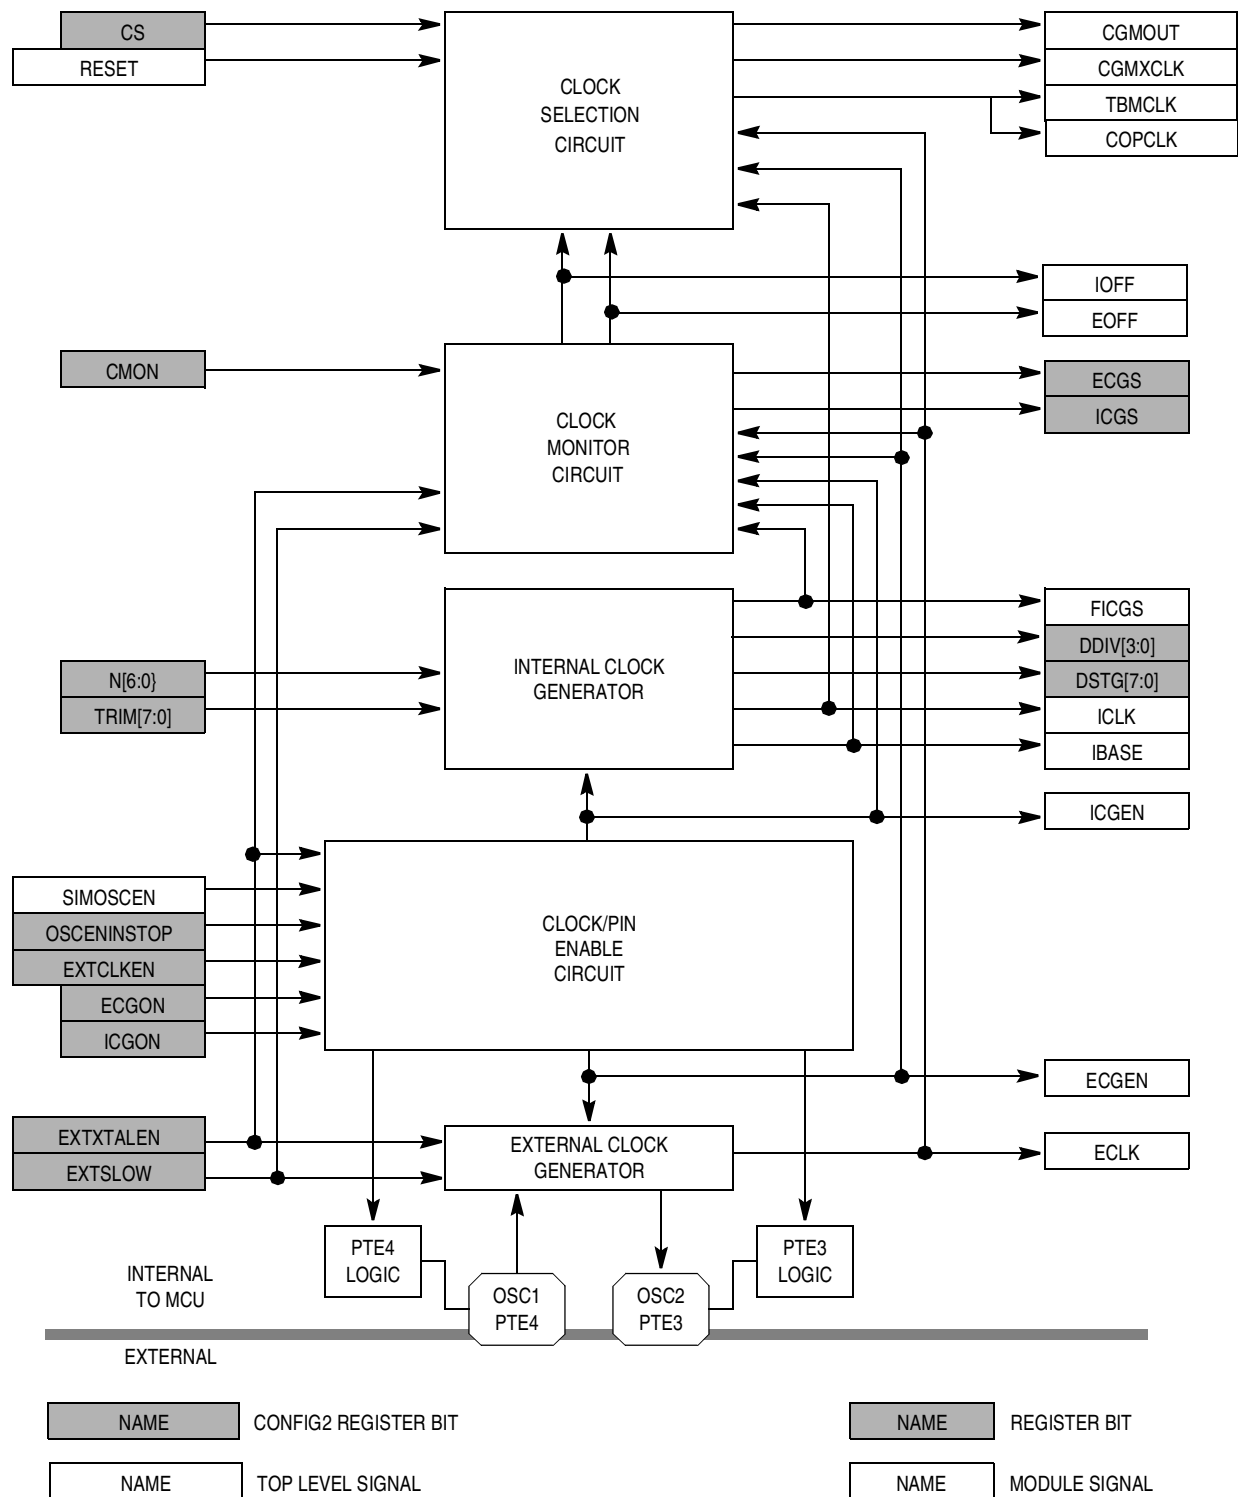 CS
RESET
CLOCK
SELECTION
CIRCUIT
CGMOUT
CGMXCLK
TBMCLK
COPCLK
IOFF
EOFF
CMON
CLOCK
MONITOR
CIRCUIT
ECGS
ICGS
N[6:0}
TRIM[7:0]
INTERNAL CLOCK
GENERATOR
FICGS
DDIV[3:0]
DSTG[7:0]
ICLK
IBASE
ICGEN
SIMOSCEN
OSCENINSTOP
EXTCLKEN
ECGON
ICGON
CLOCK/PIN
ENABLE
CIRCUIT
ECGEN
EXTXTALEN
EXTSLOW
EXTERNAL CLOCK
GENERATOR
ECLK
PTE4
LOGIC
PTE3
LOGIC
INTERNAL
TO MCU
OSC1
PTE4
OSC2
PTE3
EXTERNAL
NAME CONFIG2 REGISTER BIT
NAME REGISTER BIT
NAME TOP LEVEL SIGNAL
NAME MODULE SIGNAL